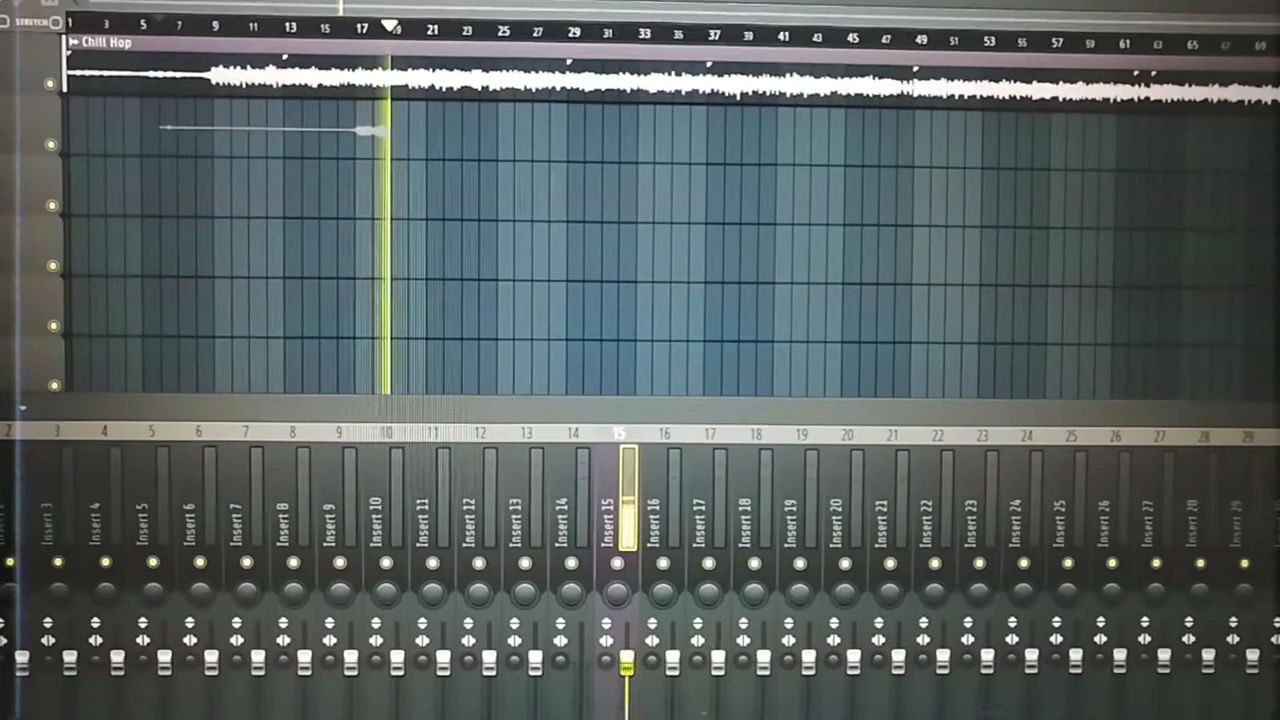 STRETCH 1 3 5 7 9 11 13 15 17 19 21 23 25 27 29 31 33 35 37 39 41 43 45 47 49 51 53 55 57 59 61 63 65 67 69
Chill Hop
2 3 4 5 6 7 8 9 10 11 12 13 14 15 16 17 18 19 20 21 22 23 24 25 26 27 28 29
Insert 3 Insert 4 Insert 5 Insert 6 Insert 7 Insert 8 Insert 9 Insert 10 Insert 11 Insert 12 Insert 13 Insert 14 Insert 15 Insert 16 Insert 17 Insert 18 Insert 19 Insert 20 Insert 21 Insert 22 Insert 23 Insert 24 Insert 25 Insert 26 Insert 27 Insert 28 Insert 29